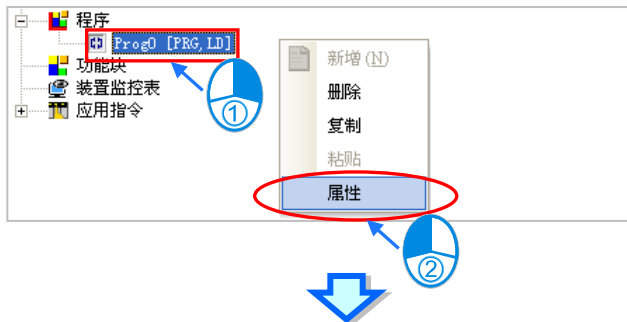 程序
Prog0 [PRG,LD]
功能块
装置监控表
应用指令
①
新增(N)
删除
复制
粘贴
属性
②